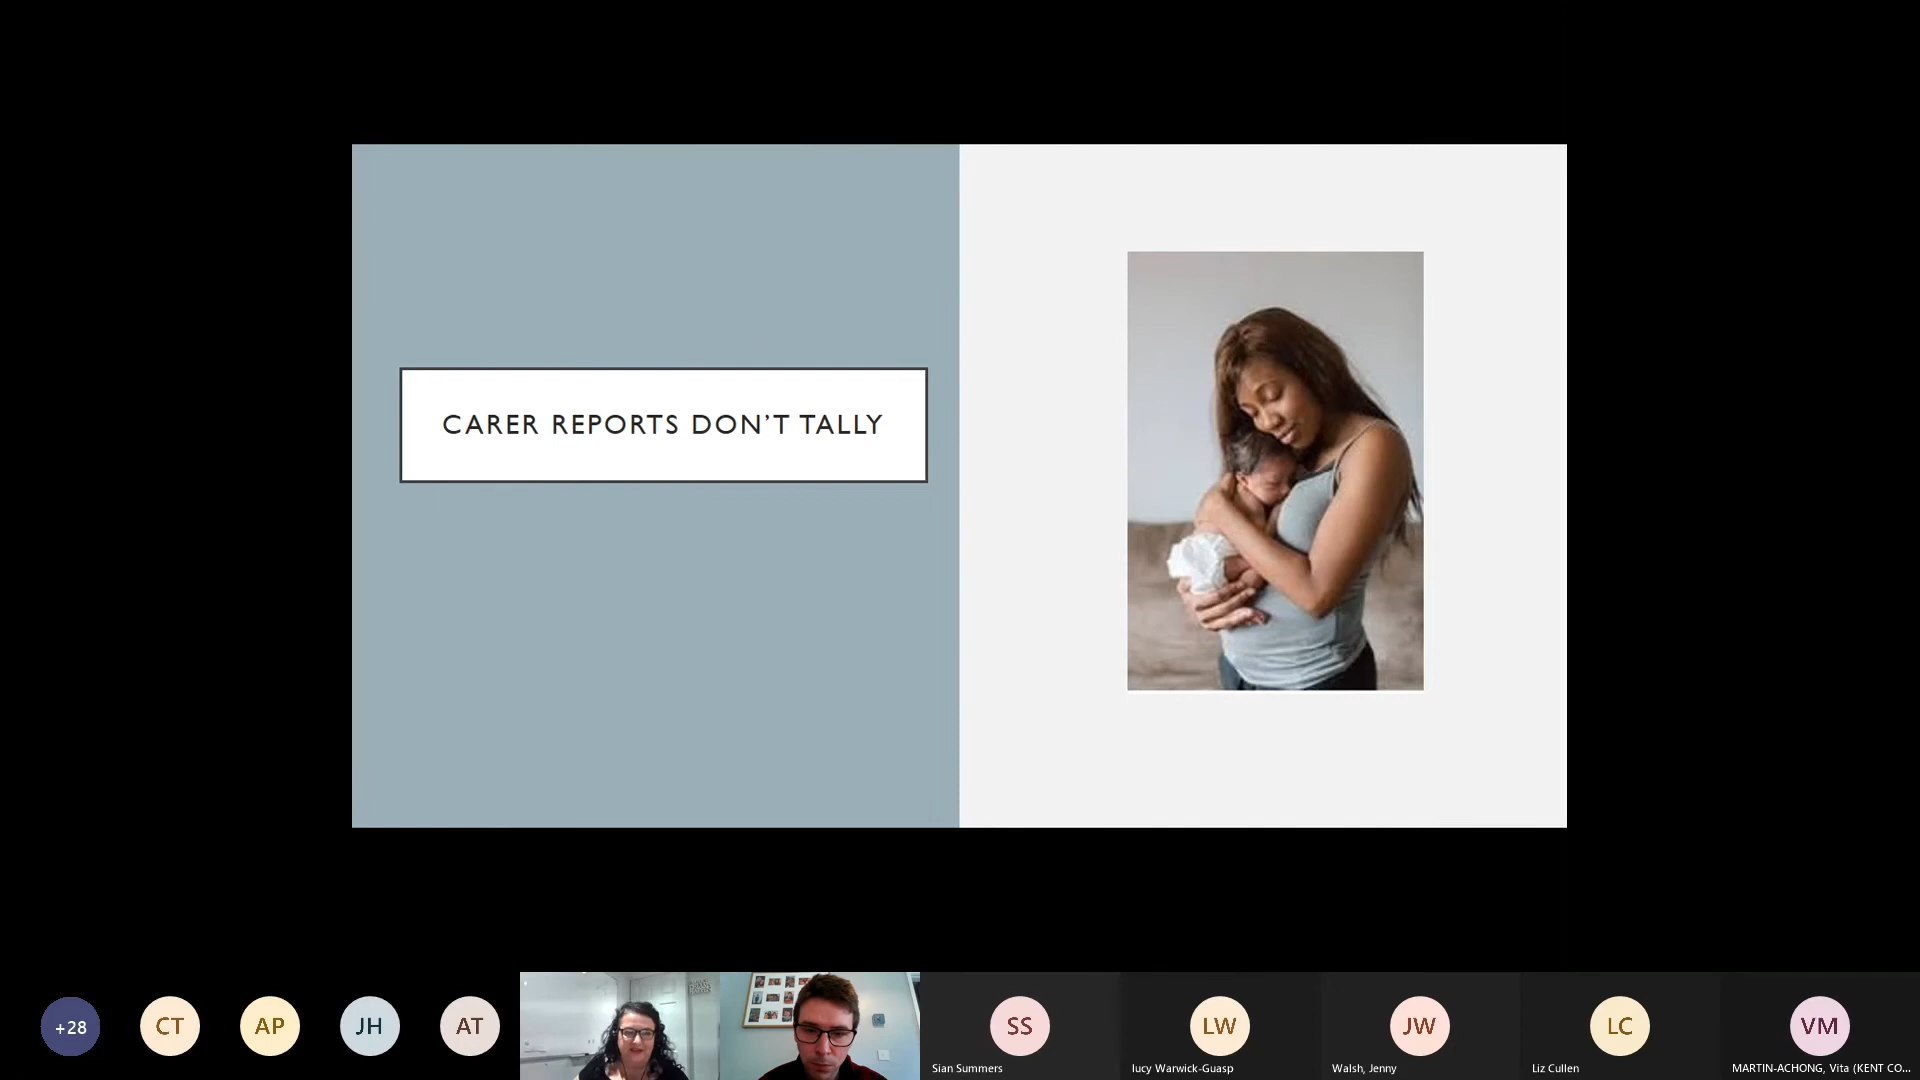 CARER REPORTS DON’T TALLY
+28
CT
AP
JH
AT
SS
LW
JW
LC
VM
Sian Summers
lucy Warwick-Guasp
Walsh, Jenny
Liz Cullen
MARTIN-ACHONG, Vita (KENT CO...